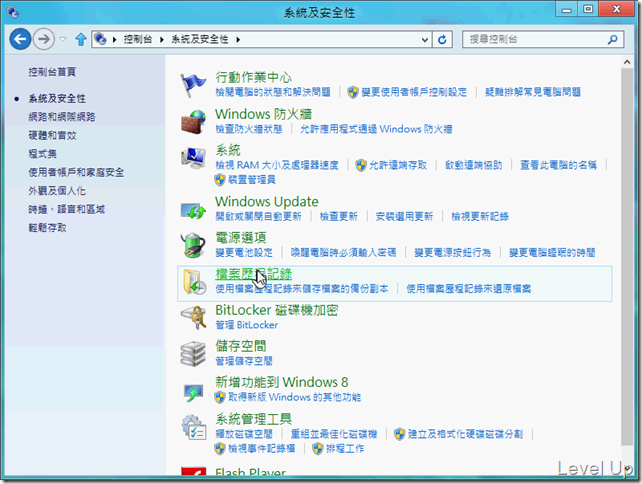 系統及安全性
控制台 系統及安全性
搜尋控制台
控制台首頁
系統及安全性
網路和網際網路
硬體和音效
程式集
使用者帳戶和家庭安全
外觀及個人化
時鐘、語言和區域
輕鬆存取
行動作業中心
檢閱電腦的狀態和解決問題 變更使用者帳戶控制設定 疑難排解常見電腦問題
Windows 防火牆
檢查防火牆狀態 允許應用程式通過 Windows 防火牆
系統
檢視 RAM 大小及處理器速度 允許遠端存取 啟動遠端協助 查看此電腦的名稱
裝置管理員
Windows Update
開啟或關閉自動更新 檢查更新 安裝選用更新 檢視更新記錄
電源選項
變更電池設定 喚醒電腦時必須輸入密碼 變更電源按鈕行為 變更電腦睡眠的時間
檔案歷程記錄
使用檔案歷程記錄來儲存檔案的備份副本 使用檔案歷程記錄來還原檔案
BitLocker 磁碟機加密
管理 BitLocker
儲存空間
管理儲存空間
新增功能到 Windows 8
取得新版 Windows 的其他功能
系統管理工具
釋放磁碟空間 重組並最佳化磁碟機 建立及格式化硬碟磁碟分割
檢視事件記錄檔 排程工作
Flash Player
Level Up